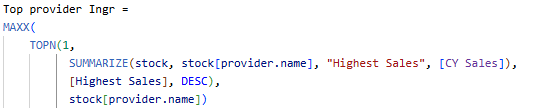 Top provider Ingr =
MAXX(
TOPN(1,
SUMMARIZE(stock, stock[provider.name], "Highest Sales", [CY Sales]),
[Highest Sales], DESC),
stock[provider.name])